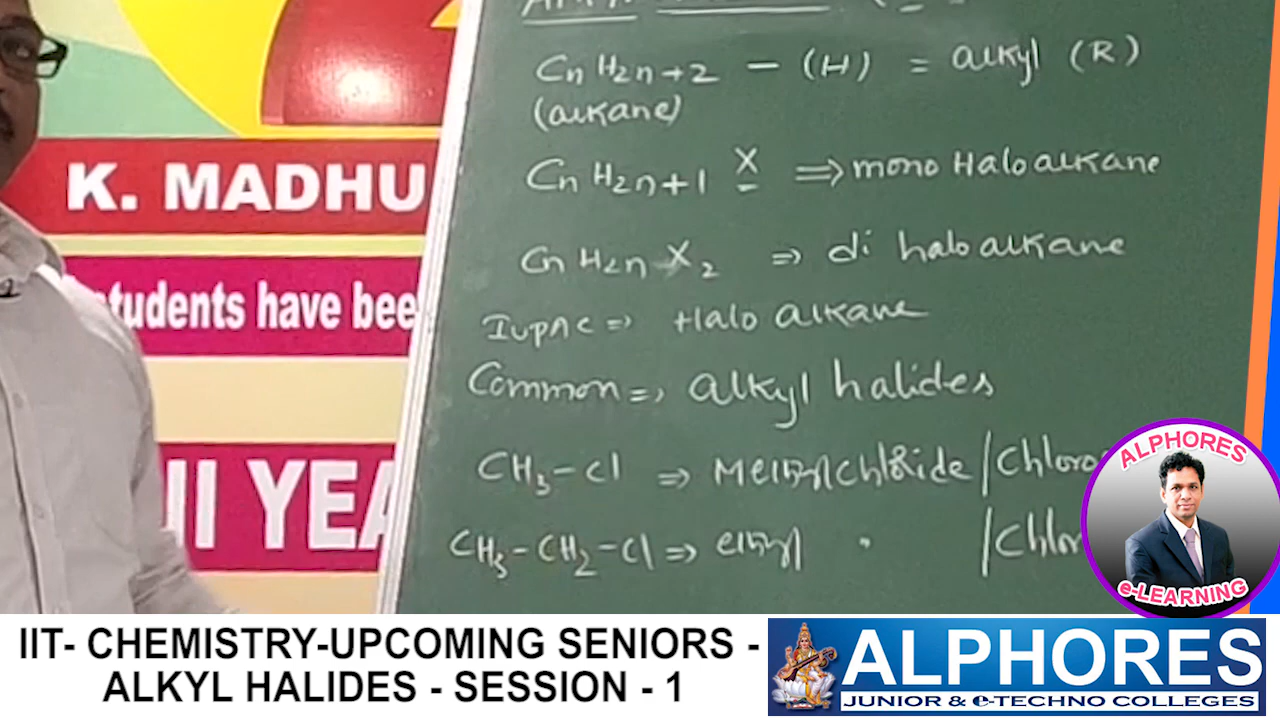 CnH2n+2 - (H) = alkyl (R)
(alkane)
CnH2n+1 X ⇒ mono Haloalkane
CnH2n X2 ⇒ di haloalkane
IUPAC ⇒ Halo alkane
Common ⇒ alkyl halides
CH3-Cl ⇒ Methylchloride / Chloro
CH3-CH2-Cl ⇒ ethyl " / Chlor
K. MADHU
students have bee
YEA
ALPHORES
e-LEARNING
IIT- CHEMISTRY-UPCOMING SENIORS -
ALKYL HALIDES - SESSION - 1
ALPHORES
JUNIOR & e-TECHNO COLLEGES